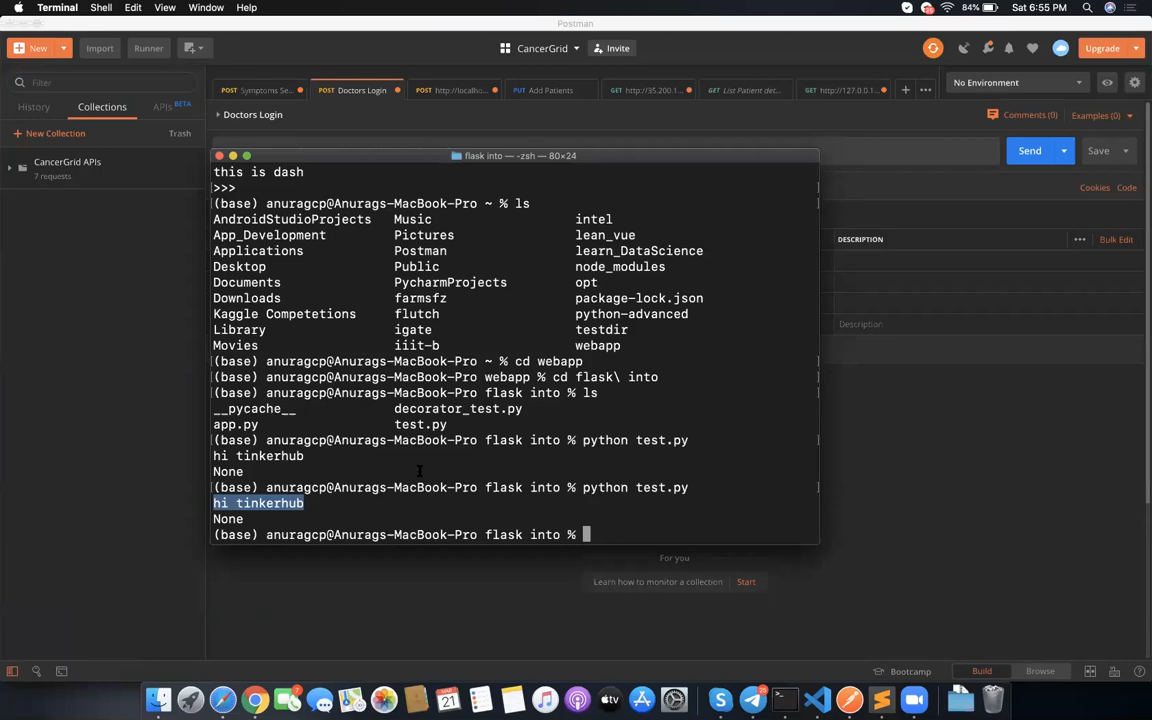 Terminal Shell Edit View Window Help 84% Sat 6:55 PM
Postman
New Import Runner CancerGrid Invite Upgrade
Filter
History Collections APIs BETA
New Collection Trash
CancerGrid APIs
7 requests
POST Symptoms Se... POST Doctors Login POST http://localho... PUT Add Patients GET http://35.200.1... GET List Patient det... GET http://127.0.0.1... No Environment
Doctors Login Comments (0) Examples (0)
Send Save
Cookies Code
DESCRIPTION Bulk Edit
Description
flask into — -zsh — 80×24
this is dash
>>>
(base) anuragcp@Anurags-MacBook-Pro ~ % ls
AndroidStudioProjects Music intel
App_Development Pictures lean_vue
Applications Postman learn_DataScience
Desktop Public node_modules
Documents PycharmProjects opt
Downloads farmsfz package-lock.json
Kaggle Competetions flutch python-advanced
Library igate testdir
Movies iiit-b webapp
(base) anuragcp@Anurags-MacBook-Pro ~ % cd webapp
(base) anuragcp@Anurags-MacBook-Pro webapp % cd flask\ into
(base) anuragcp@Anurags-MacBook-Pro flask into % ls
__pycache__ decorator_test.py
app.py test.py
(base) anuragcp@Anurags-MacBook-Pro flask into % python test.py
hi tinkerhub
None
(base) anuragcp@Anurags-MacBook-Pro flask into % python test.py
hi tinkerhub
None
(base) anuragcp@Anurags-MacBook-Pro flask into %
For you
Learn how to monitor a collection Start
Bootcamp Build Browse